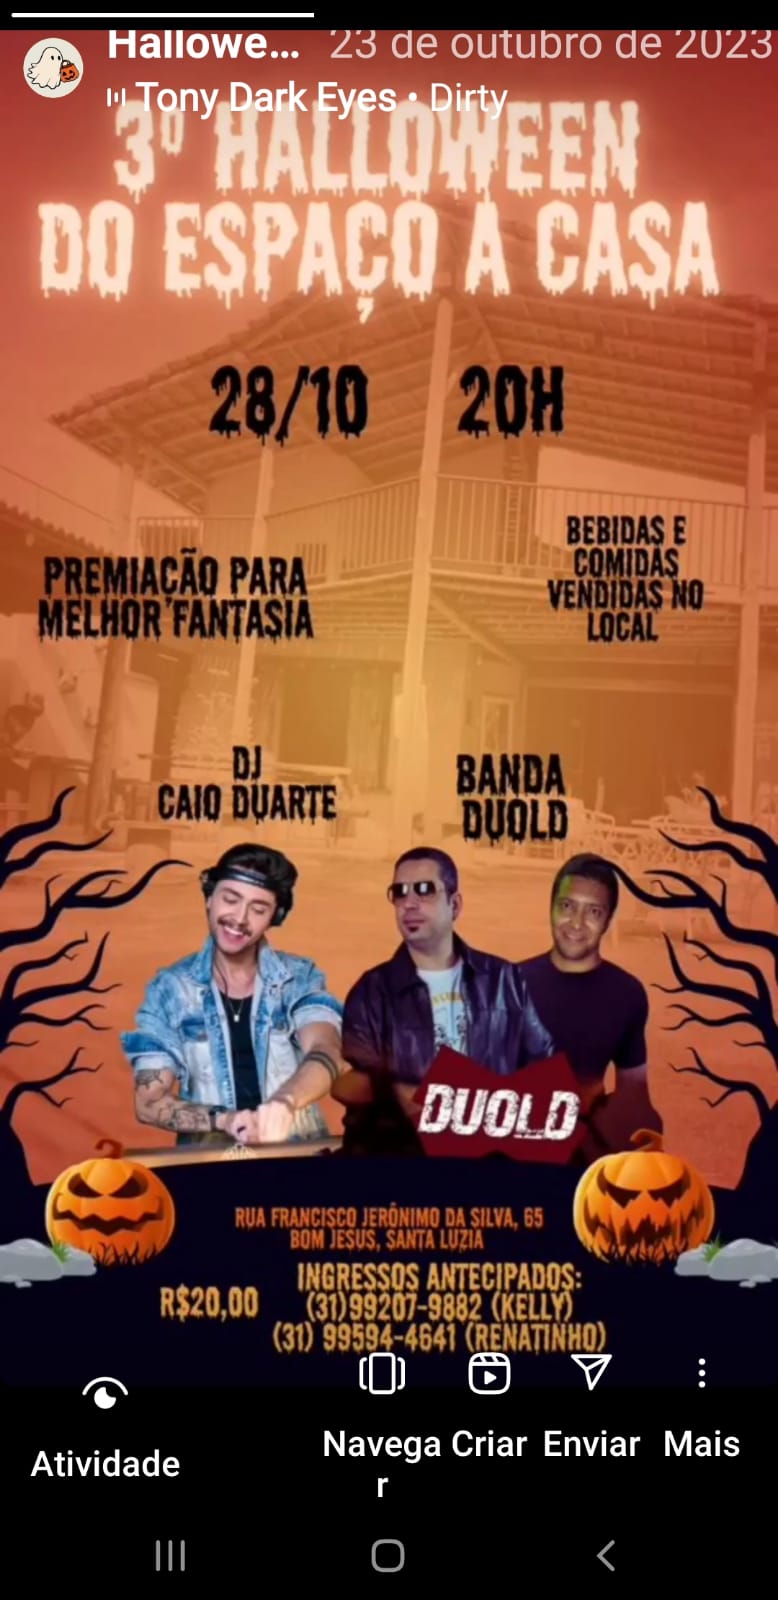 Hallowe... 23 de outubro de 2023
Tony Dark Eyes • Dirty
3º HALLOWEEN
DO ESPAÇO A CASA
28/10 20H
PREMIAÇÃO PARA
MELHOR FANTASIA
BEBIDAS E
COMIDAS
VENDIDAS NO
LOCAL
DJ
CAIO DUARTE
BANDA
DUOLD
DUOLD
RUA FRANCISCO JERÔNIMO DA SILVA, 65
BOM JESUS, SANTA LUZIA
R$20,00
INGRESSOS ANTECIPADOS:
(31)99207-9882 (KELLY)
(31) 99594-4641 (RENATINHO)
Atividade
Navega
r
Criar
Enviar
Mais